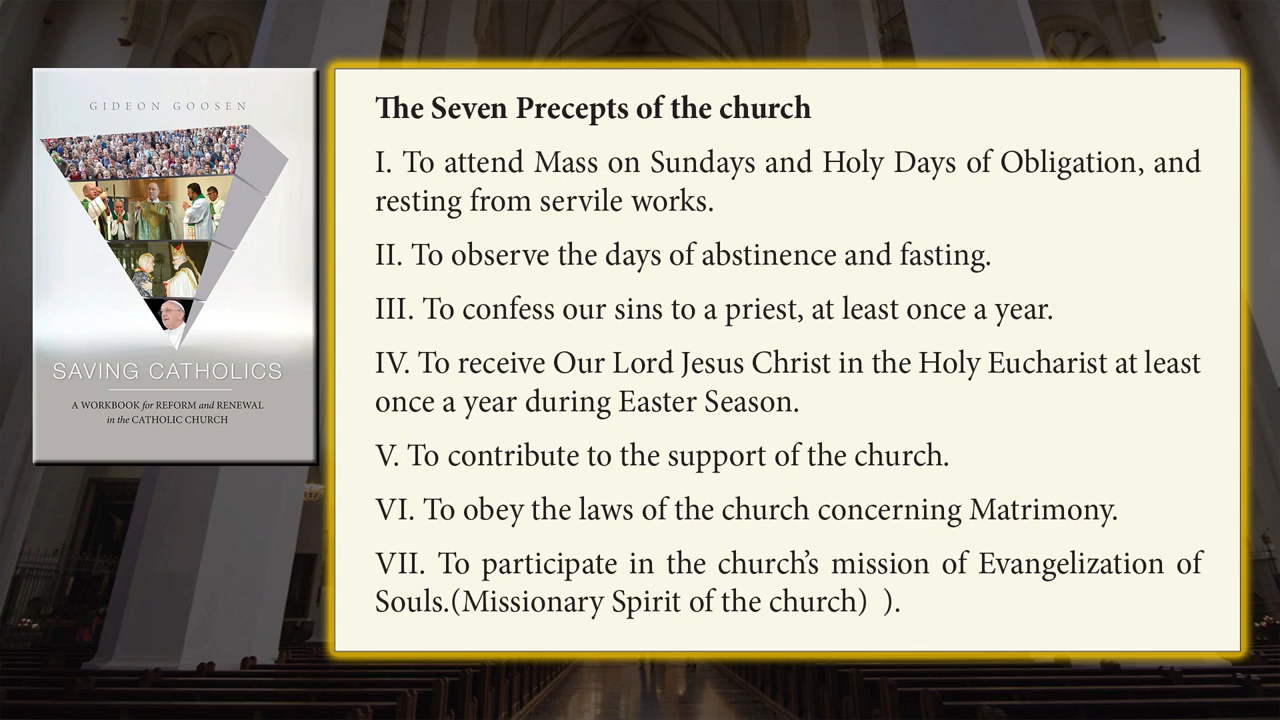 GIDEON GOOSEN
SAVING CATHOLICS
A WORKBOOK for REFORM and RENEWAL
in the CATHOLIC CHURCH
The Seven Precepts of the church
I. To attend Mass on Sundays and Holy Days of Obligation, and
resting from servile works.
II. To observe the days of abstinence and fasting.
III. To confess our sins to a priest, at least once a year.
IV. To receive Our Lord Jesus Christ in the Holy Eucharist at least
once a year during Easter Season.
V. To contribute to the support of the church.
VI. To obey the laws of the church concerning Matrimony.
VII. To participate in the church's mission of Evangelization of
Souls.(Missionary Spirit of the church)  ).